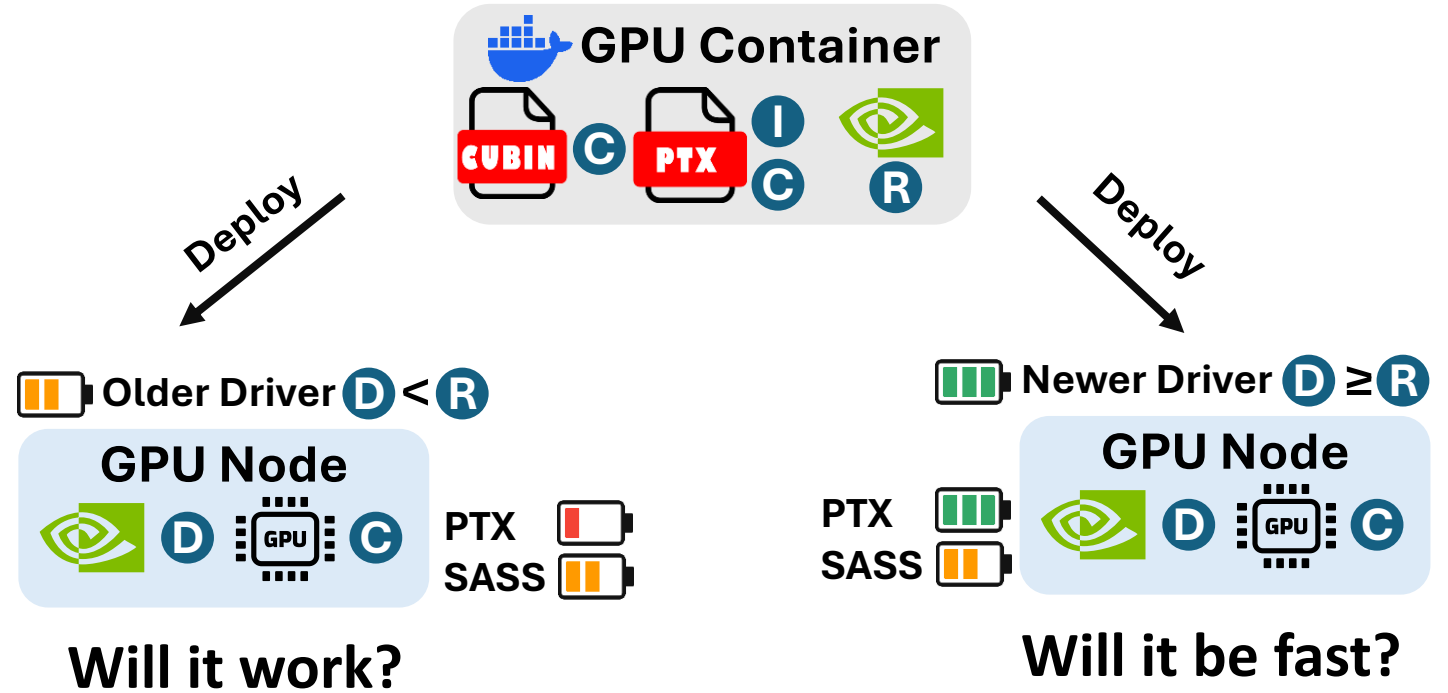 GPU Container
CUBIN C PTX I C R
Deploy
Deploy
Older Driver D < R
GPU Node
D GPU C
PTX
SASS
Will it work?
Newer Driver D ≥ R
GPU Node
D GPU C
PTX
SASS
Will it be fast?